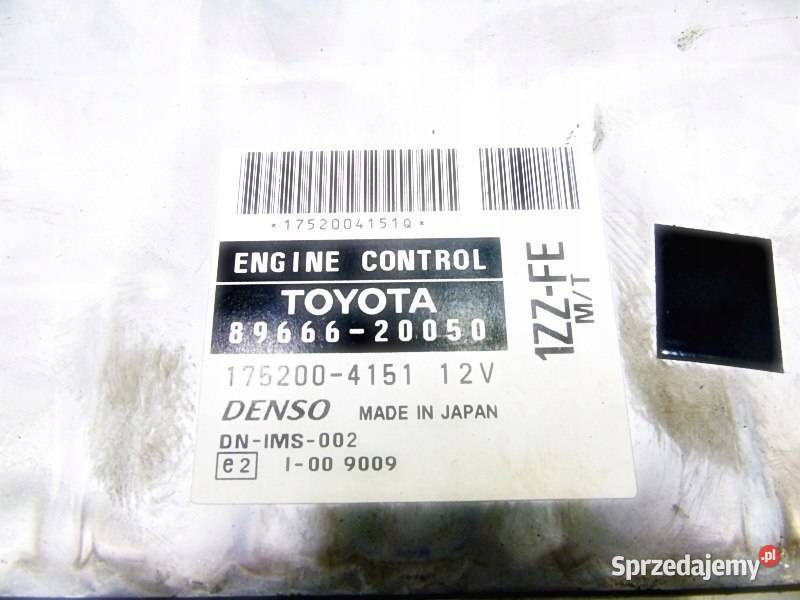 *1752004151Q*
ENGINE CONTROL
TOYOTA
89666-20050
1ZZ-FE
M/T
175200-4151 12V
DENSO MADE IN JAPAN
DN-IMS-002
e2 I-00 9009
Sprzedajemy.pl